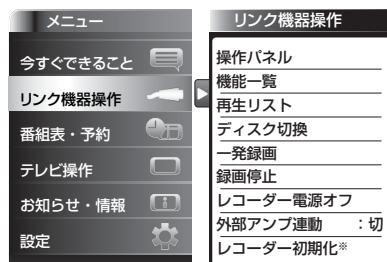 メニュー
今すぐできること
リンク機器操作
番組表・予約
テレビ操作
お知らせ・情報
設定
リンク機器操作
操作パネル
機能一覧
再生リスト
ディスク切換
一発録画
録画停止
レコーダー電源オフ
外部アンプ連動 :切
レコーダー初期化※